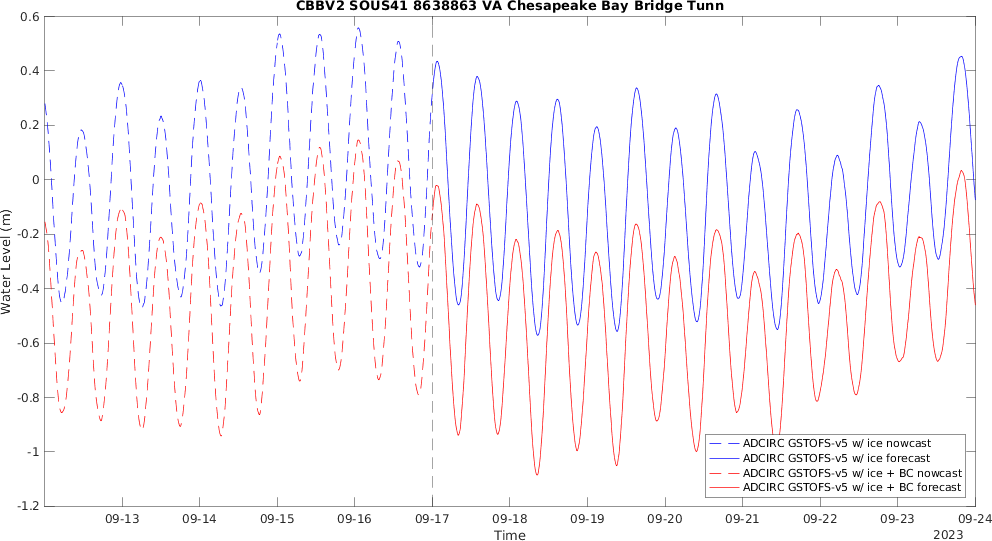 CBBV2 SOUS41 8638863 VA Chesapeake Bay Bridge Tunn
0.6
0.4
0.2
0
-0.2
-0.4
-0.6
-0.8
-1
-1.2
Water Level (m)
ADCIRC GSTOFS-v5 w/ ice nowcast
ADCIRC GSTOFS-v5 w/ ice forecast
ADCIRC GSTOFS-v5 w/ ice + BC nowcast
ADCIRC GSTOFS-v5 w/ ice + BC forecast
09-13 09-14 09-15 09-16 09-17 09-18 09-19 09-20 09-21 09-22 09-23 09-24
Time 2023